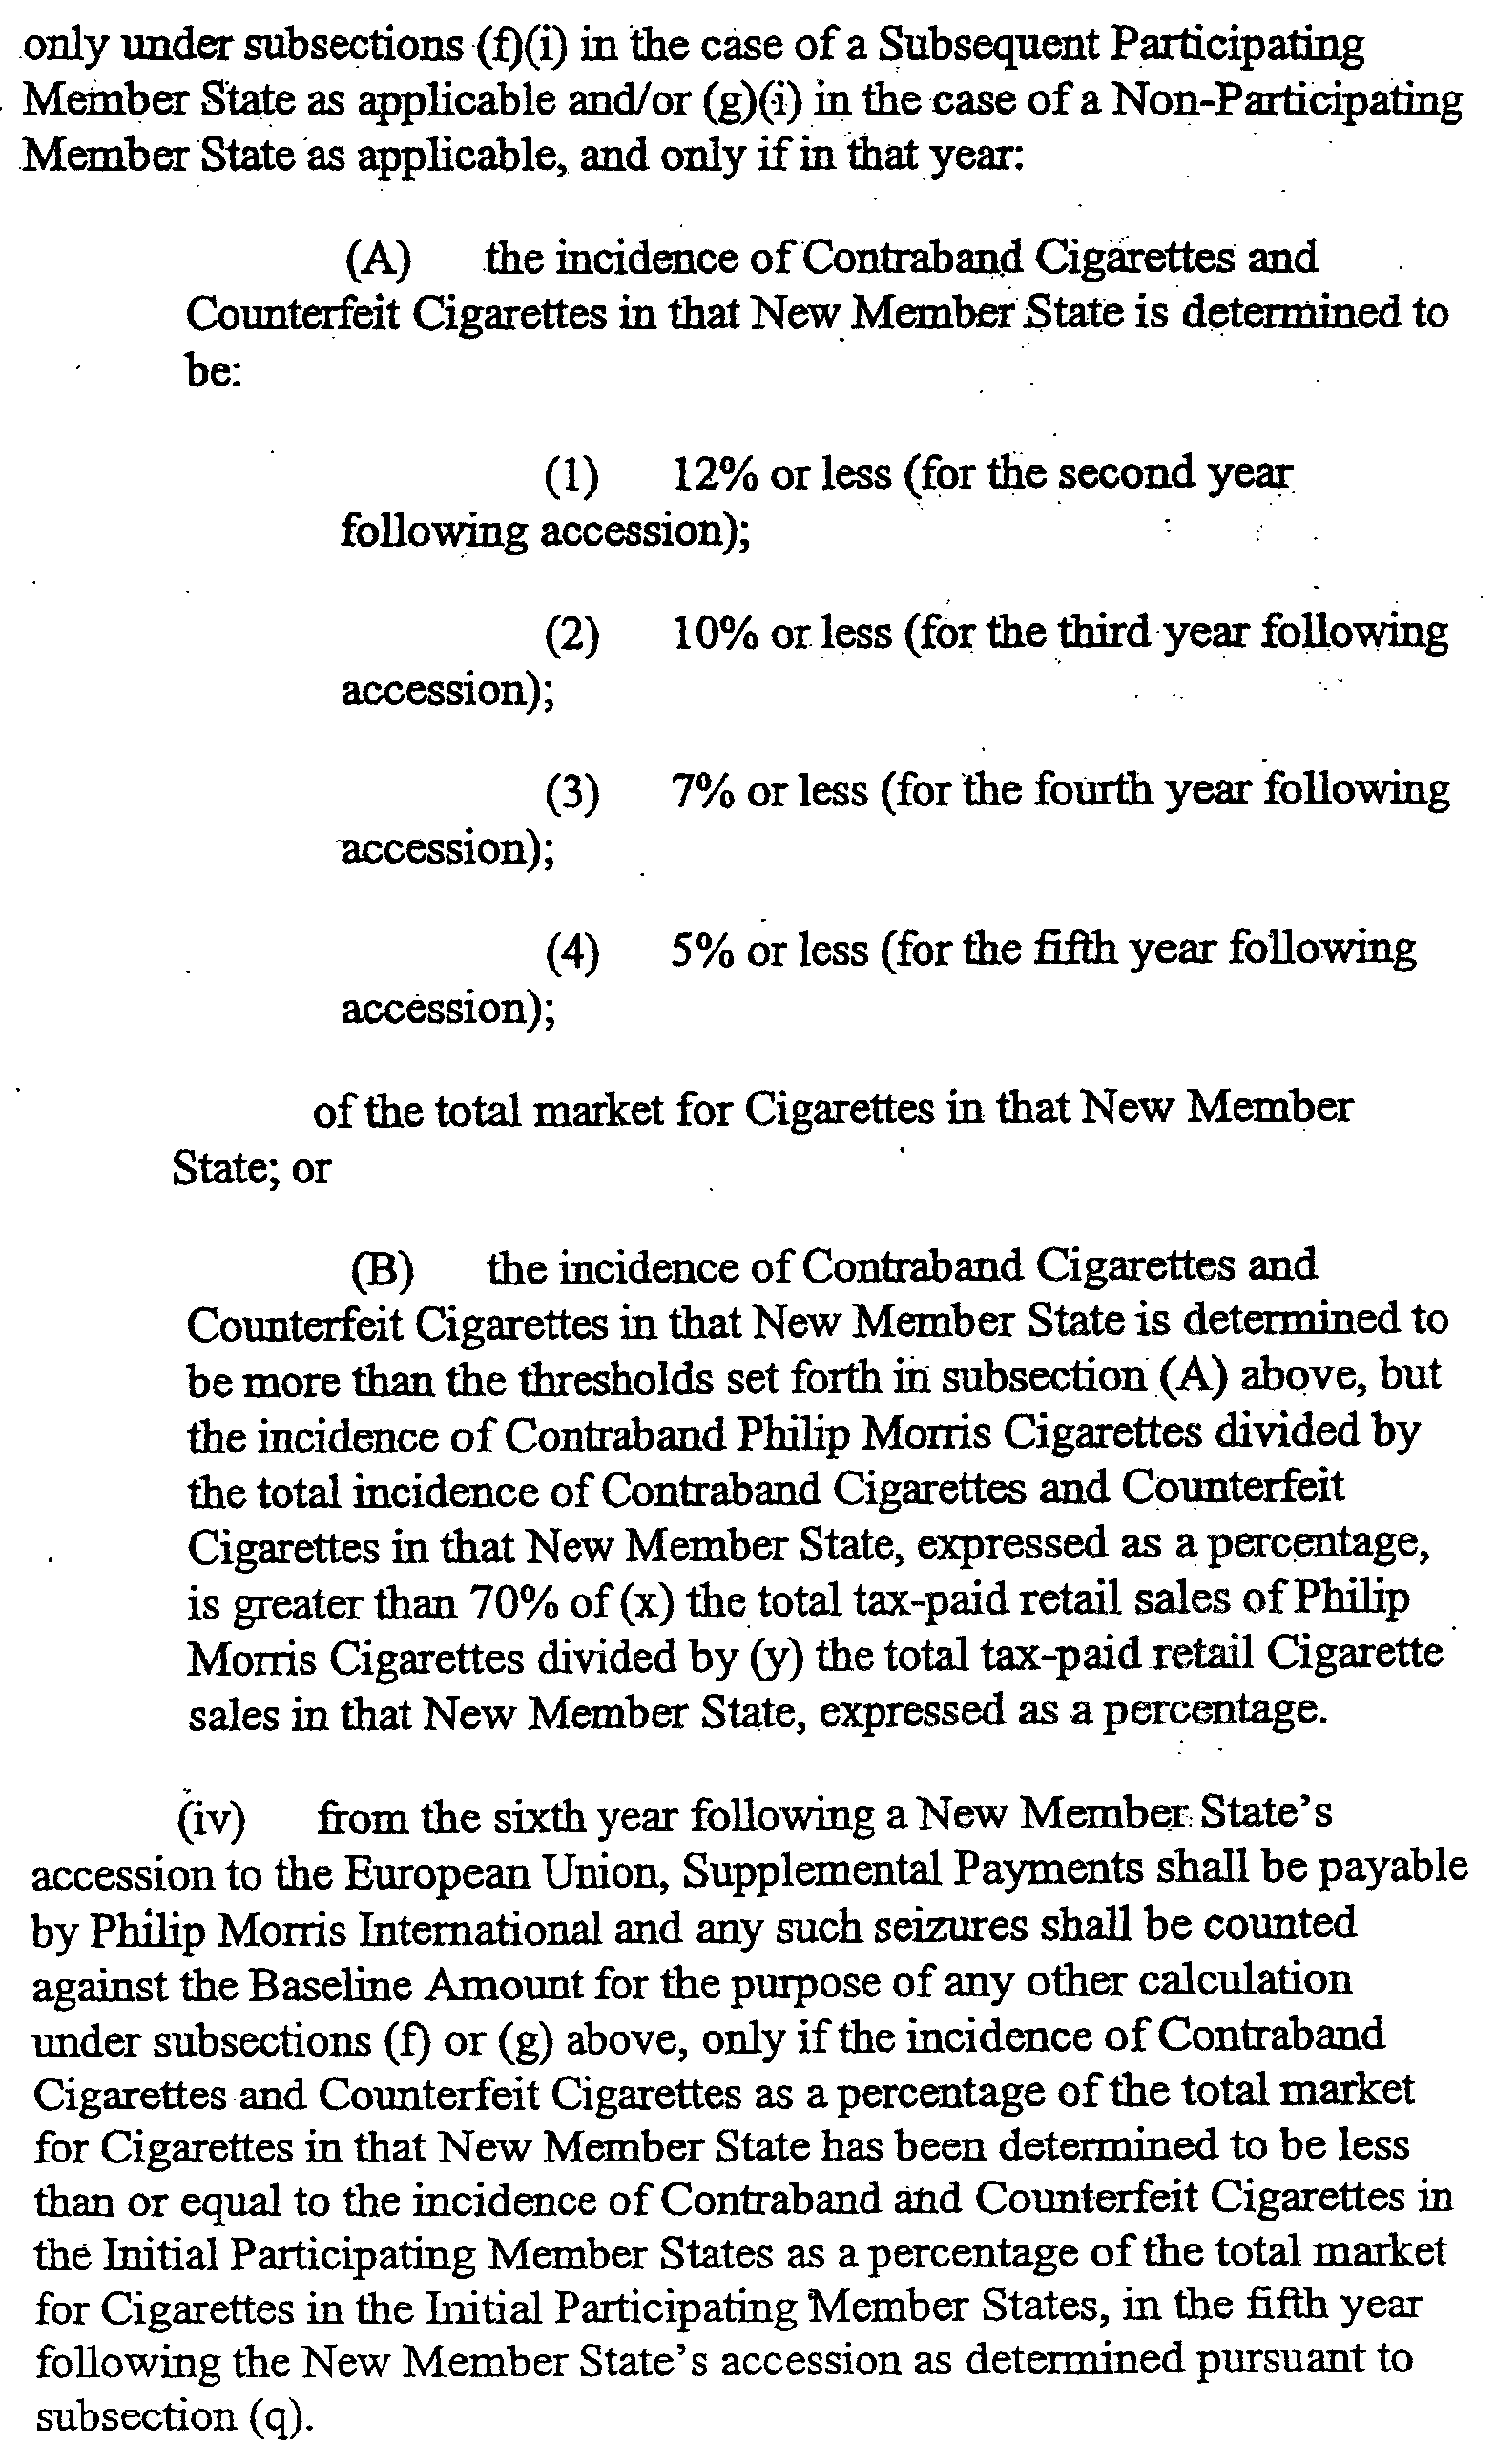 only under subsections (f)(i) in the case of a Subsequent Participating
Member State as applicable and/or (g)(i) in the case of a Non-Participating
Member State as applicable, and only if in that year:
(A) the incidence of Contraband Cigarettes and
Counterfeit Cigarettes in that New Member State is determined to
be:
(1) 12% or less (for the second year
following accession);
(2) 10% or less (for the third year following
accession);
(3) 7% or less (for the fourth year following
accession);
(4) 5% or less (for the fifth year following
accession);
of the total market for Cigarettes in that New Member
State; or
(B) the incidence of Contraband Cigarettes and
Counterfeit Cigarettes in that New Member State is determined to
be more than the thresholds set forth in subsection (A) above, but
the incidence of Contraband Philip Morris Cigarettes divided by
the total incidence of Contraband Cigarettes and Counterfeit
Cigarettes in that New Member State, expressed as a percentage,
is greater than 70% of (x) the total tax-paid retail sales of Philip
Morris Cigarettes divided by (y) the total tax-paid retail Cigarette
sales in that New Member State, expressed as a percentage.
(iv) from the sixth year following a New Member State's
accession to the European Union, Supplemental Payments shall be payable
by Philip Morris International and any such seizures shall be counted
against the Baseline Amount for the purpose of any other calculation
under subsections (f) or (g) above, only if the incidence of Contraband
Cigarettes and Counterfeit Cigarettes as a percentage of the total market
for Cigarettes in that New Member State has been determined to be less
than or equal to the incidence of Contraband and Counterfeit Cigarettes in
the Initial Participating Member States as a percentage of the total market
for Cigarettes in the Initial Participating Member States, in the fifth year
following the New Member State's accession as determined pursuant to
subsection (q).